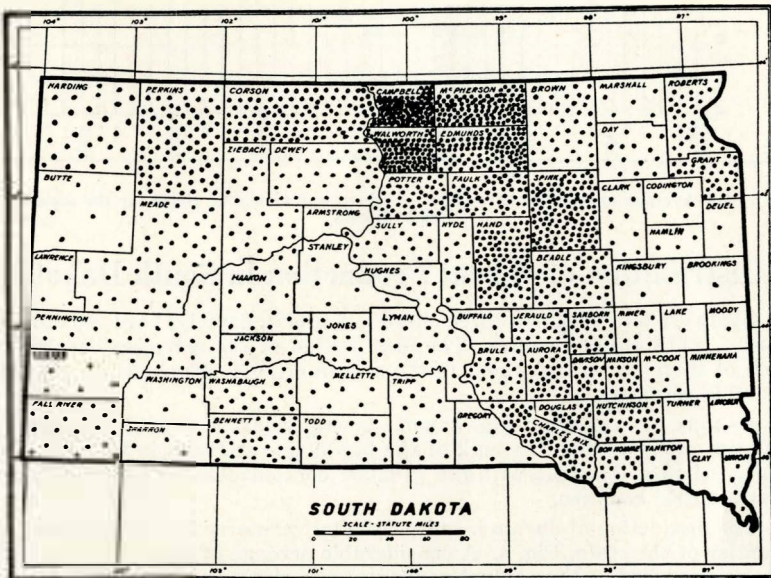 104° 103° 102° 101° 100° 99° 98° 97°
HARDING PERKINS CORSON CAMPBELL McPHERSON BROWN MARSHALL ROBERTS
WALWORTH EDMUNDS DAY
ZIEBACH DEWEY GRANT
BUTTE POTTER FAULK SPINK CLARK CODINGTON
MEADE ARMSTRONG DEUEL
SULLY HYDE HAND HAMLIN
STANLEY
LAWRENCE HAAKON HUGHES BEADLE KINGSBURY BROOKINGS
PENNINGTON JONES LYMAN BUFFALO JERAULD SANBORN MINER LAKE MOODY
JACKSON
BRULE AURORA DAVISON HANSON McCOOK MINNEHAHA
WASHINGTON WASHABAUGH MELLETTE TRIPP
FALL RIVER GREGORY DOUGLAS HUTCHINSON TURNER LINCOLN
SHANNON BENNETT TODD CHARLES MIX
BON HOMME YANKTON CLAY UNION
SOUTH DAKOTA
SCALE - STATUTE MILES
0 20 40 60 80
101° 100° 99° 98° 97°